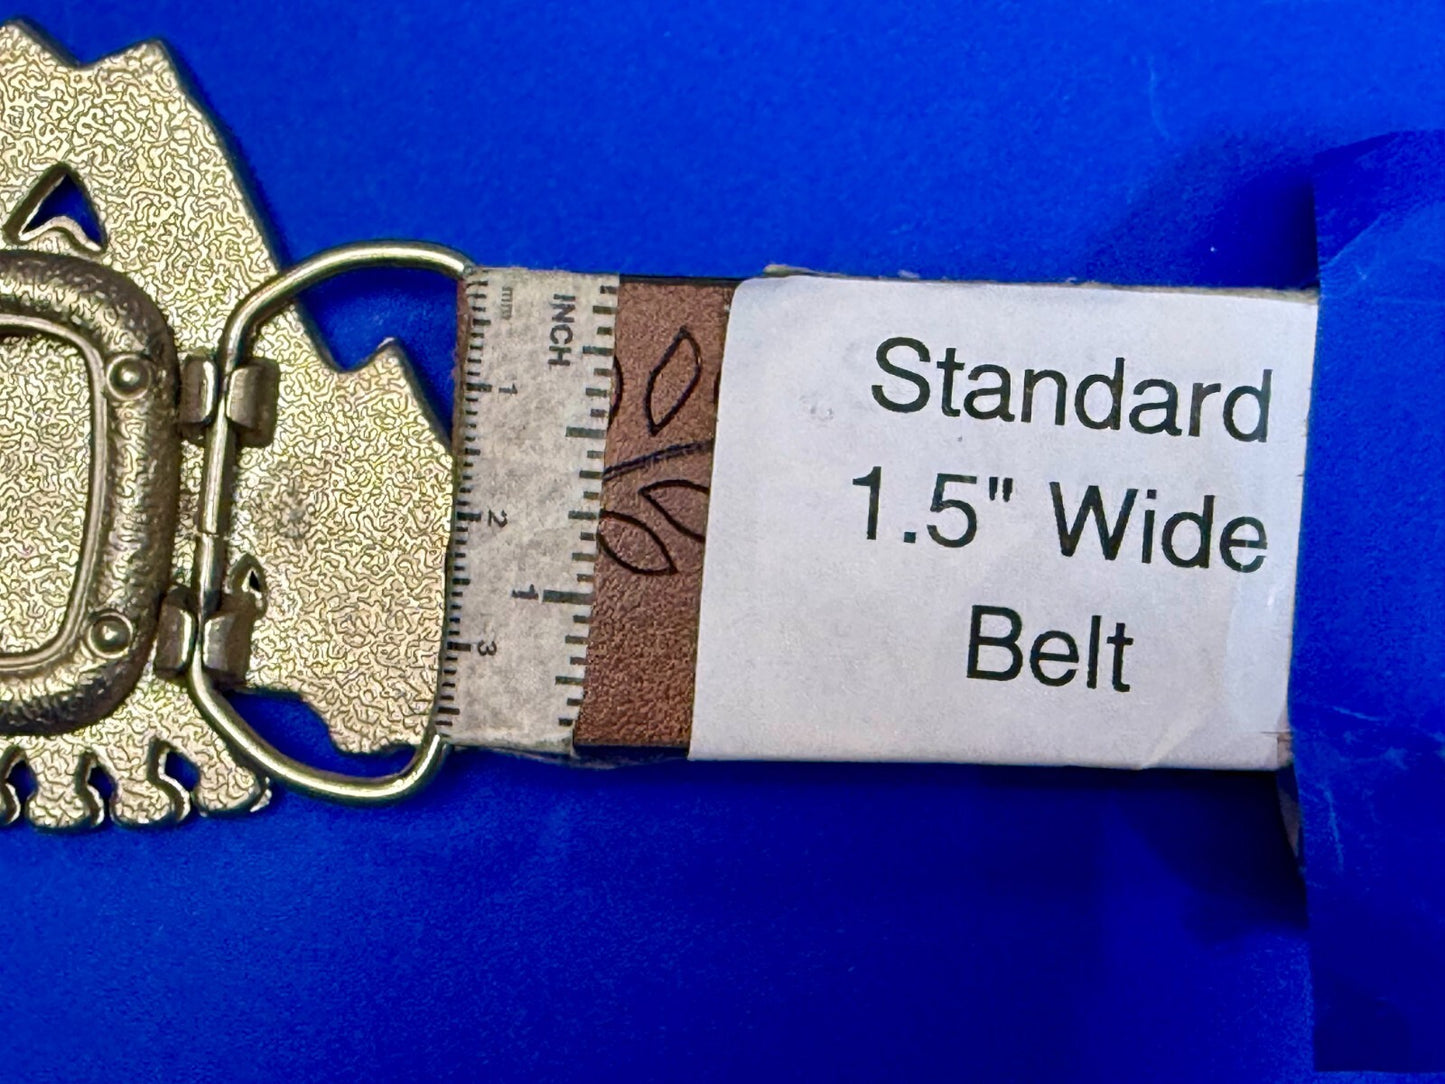 Standard
1.5" Wide
Belt
mm
1
2
3
INCH
1